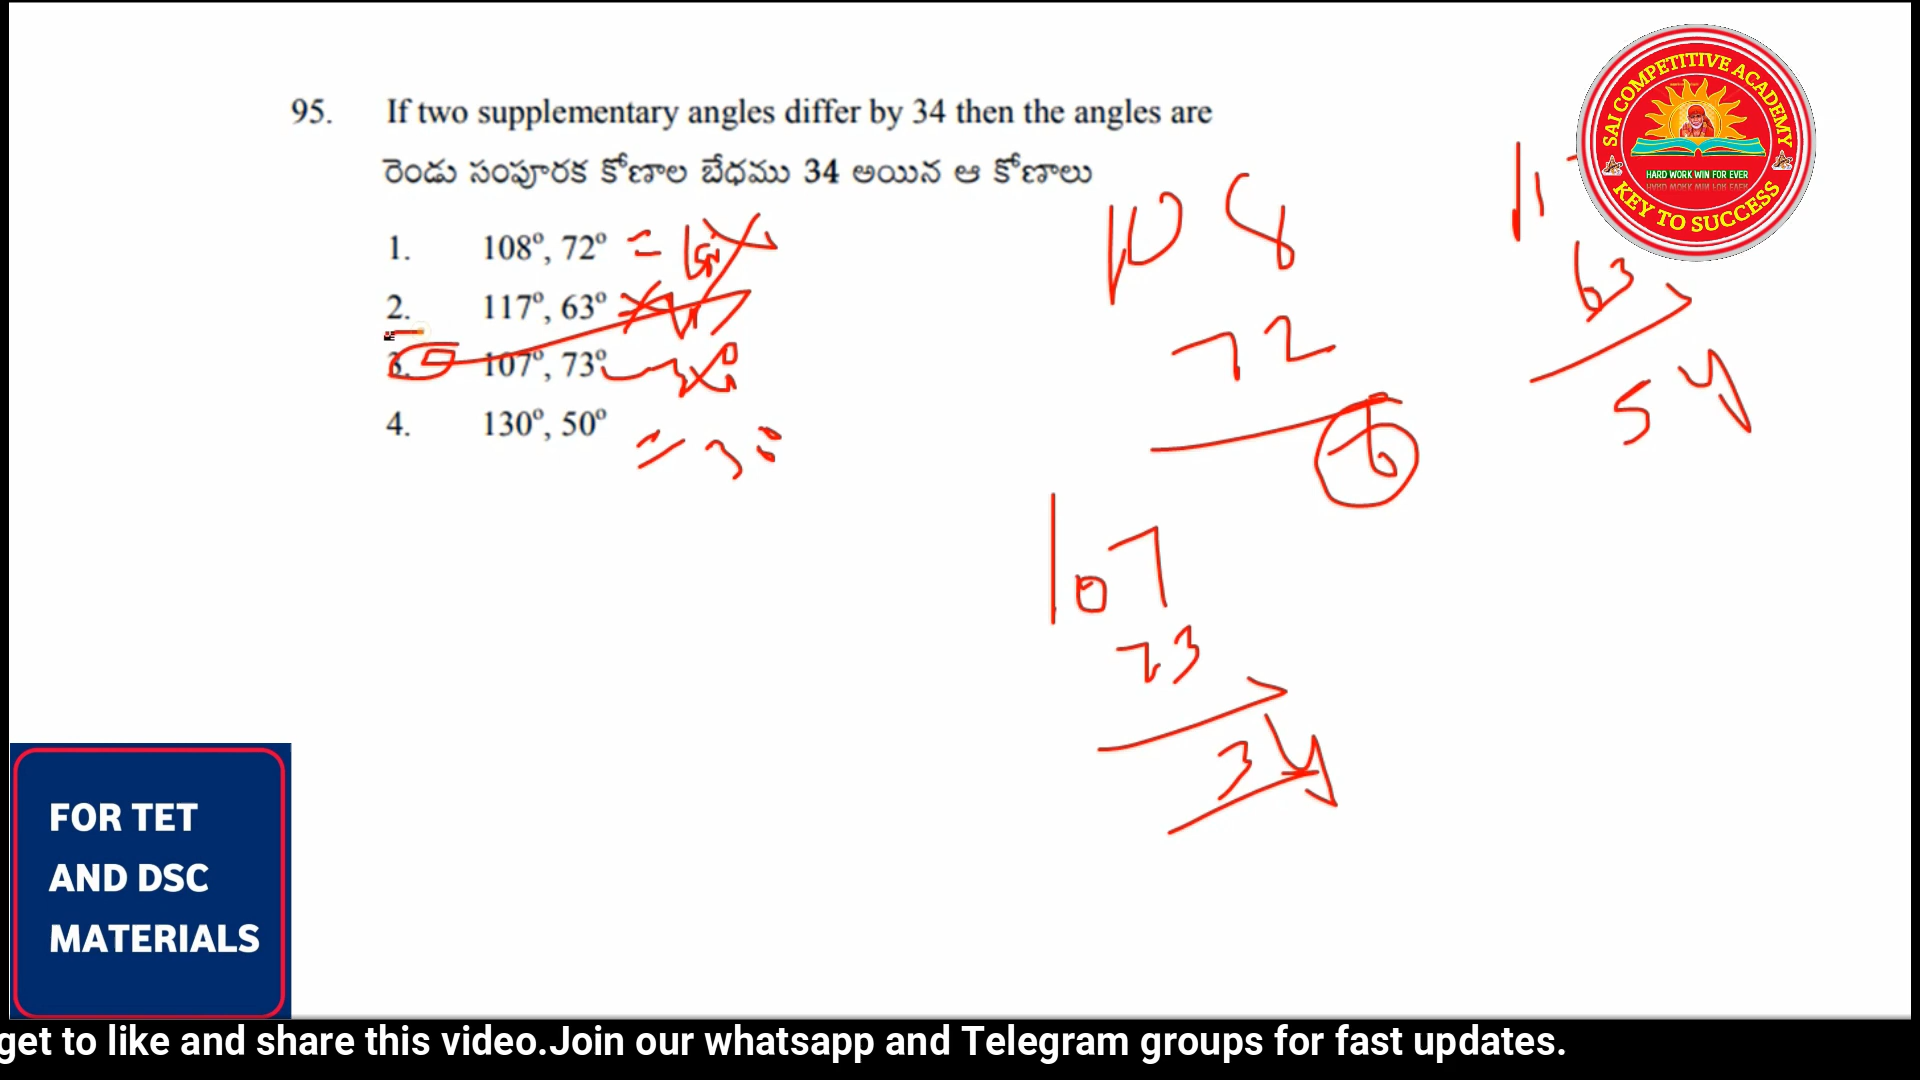 95. If two supplementary angles differ by 34 then the angles are
రెండు సంపూరక కోణాల బేధము 34 అయిన ఆ కోణాలు
1. 108°, 72° =
2. 117°, 63°
3. 107°, 73°
4. 130°, 50° = 30
108
72
6
63
54
107
73
34
SAI COMPETITIVE ACADEMY
HARD WORK WIN FOR EVER
KEY TO SUCCESS
FOR TET
AND DSC
MATERIALS
get to like and share this video.Join our whatsapp and Telegram groups for fast updates.